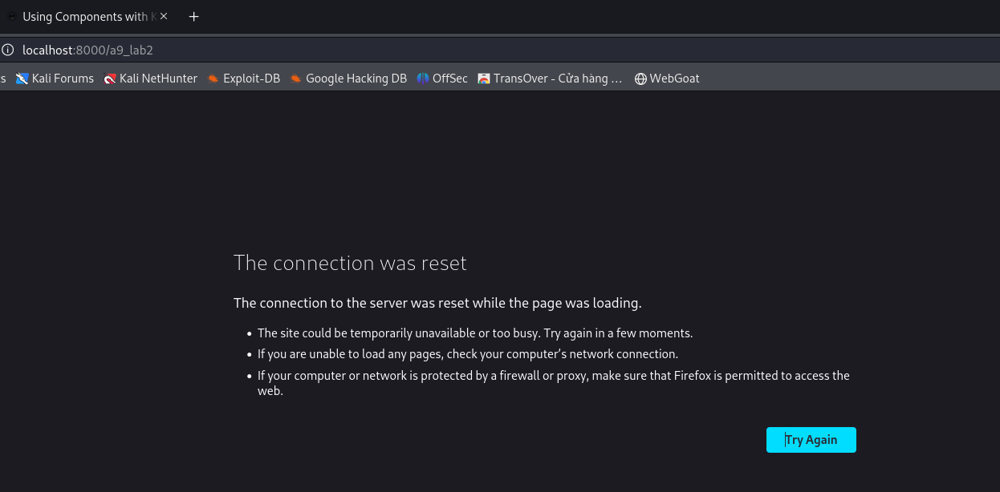 Using Components with K
localhost:8000/a9_lab2
s Kali Forums Kali NetHunter Exploit-DB Google Hacking DB OffSec TransOver - Cửa hàng ... WebGoat
The connection was reset
The connection to the server was reset while the page was loading.
• The site could be temporarily unavailable or too busy. Try again in a few moments.
• If you are unable to load any pages, check your computer’s network connection.
• If your computer or network is protected by a firewall or proxy, make sure that Firefox is permitted to access the
web.
Try Again